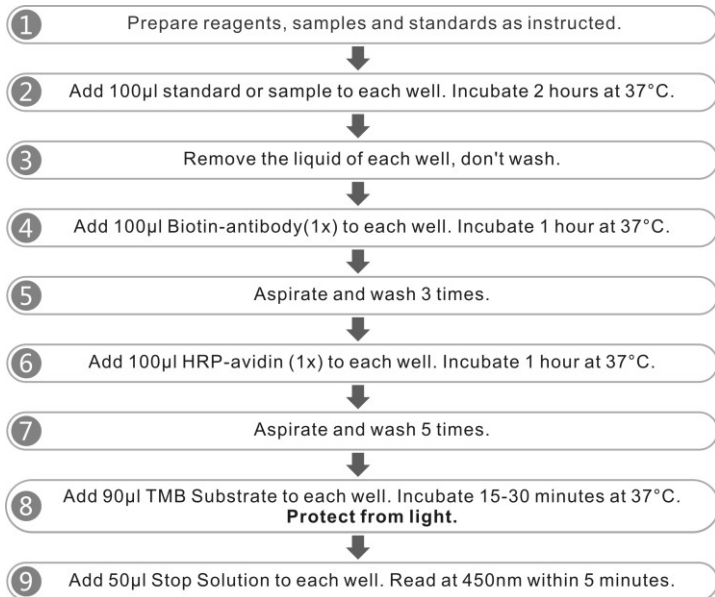 1 Prepare reagents, samples and standards as instructed.
2 Add 100µl standard or sample to each well. Incubate 2 hours at 37°C.
3 Remove the liquid of each well, don't wash.
4 Add 100µl Biotin-antibody(1x) to each well. Incubate 1 hour at 37°C.
5 Aspirate and wash 3 times.
6 Add 100µl HRP-avidin (1x) to each well. Incubate 1 hour at 37°C.
7 Aspirate and wash 5 times.
8 Add 90µl TMB Substrate to each well. Incubate 15-30 minutes at 37°C.
Protect from light.
9 Add 50µl Stop Solution to each well. Read at 450nm within 5 minutes.